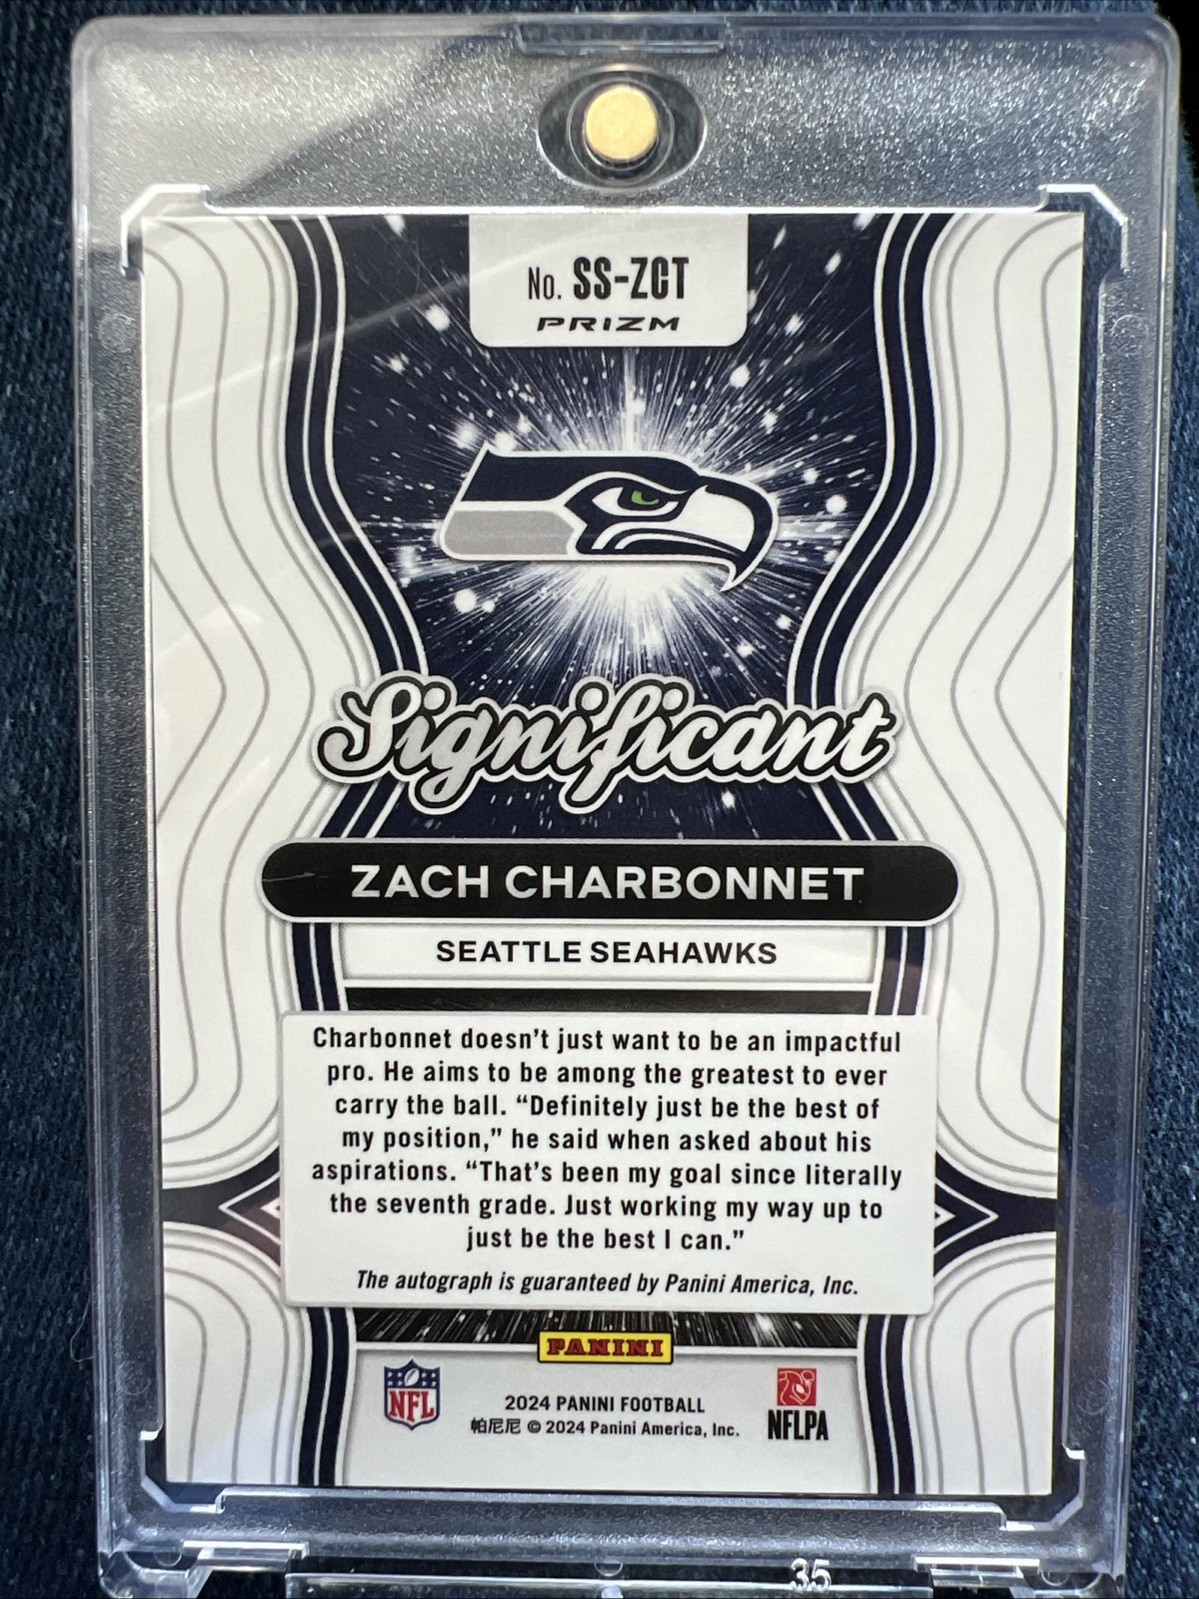 No. SS-ZCT
PRIZM
Significant
ZACH CHARBONNET
SEATTLE SEAHAWKS
Charbonnet doesn't just want to be an impactful
pro. He aims to be among the greatest to ever
carry the ball. “Definitely just be the best of
my position,” he said when asked about his
aspirations. “That's been my goal since literally
the seventh grade. Just working my way up to
just be the best I can.”
The autograph is guaranteed by Panini America, Inc.
PANINI
NFL
2024 PANINI FOOTBALL
帕尼尼 © 2024 Panini America, Inc.
NFLPA
35